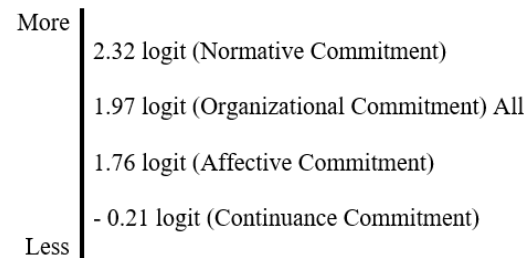 More
2.32 logit (Normative Commitment)
1.97 logit (Organizational Commitment) All
1.76 logit (Affective Commitment)
- 0.21 logit (Continuance Commitment)
Less